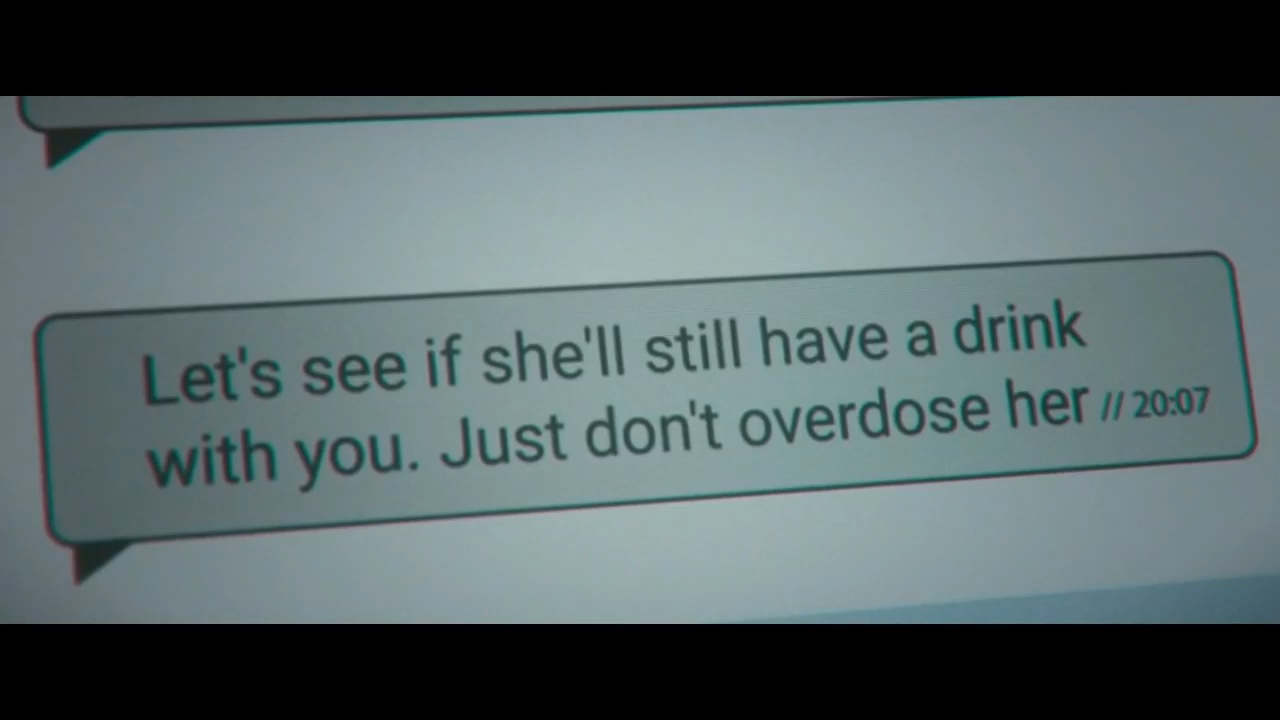 Let's see if she'll still have a drink
with you. Just don't overdose her // 20:07